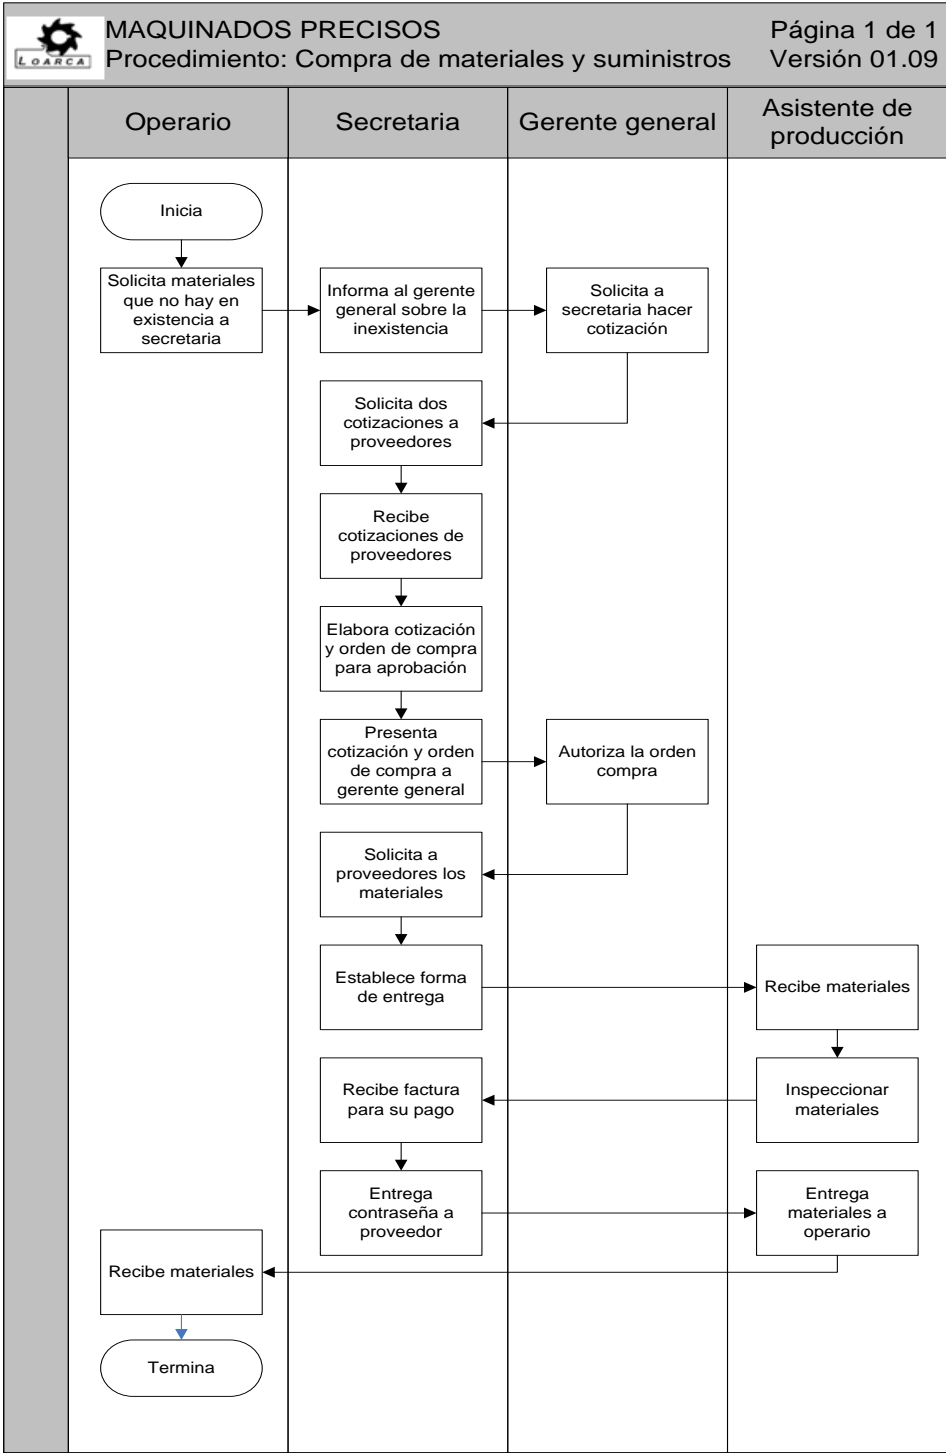 MAQUINADOS PRECISOS
Procedimiento: Compra de materiales y suministros
Página 1 de 1
Versión 01.09
LOARCA
Operario
Secretaria
Gerente general
Asistente de
producción
Inicia
Solicita materiales
que no hay en
existencia a
secretaria
Informa al gerente
general sobre la
inexistencia
Solicita a
secretaria hacer
cotización
Solicita dos
cotizaciones a
proveedores
Recibe
cotizaciones de
proveedores
Elabora cotización
y orden de compra
para aprobación
Presenta
cotización y orden
de compra a
gerente general
Autoriza la orden
compra
Solicita a
proveedores los
materiales
Establece forma
de entrega
Recibe materiales
Inspeccionar
materiales
Recibe factura
para su pago
Entrega
contraseña a
proveedor
Entrega
materiales a
operario
Recibe materiales
Termina